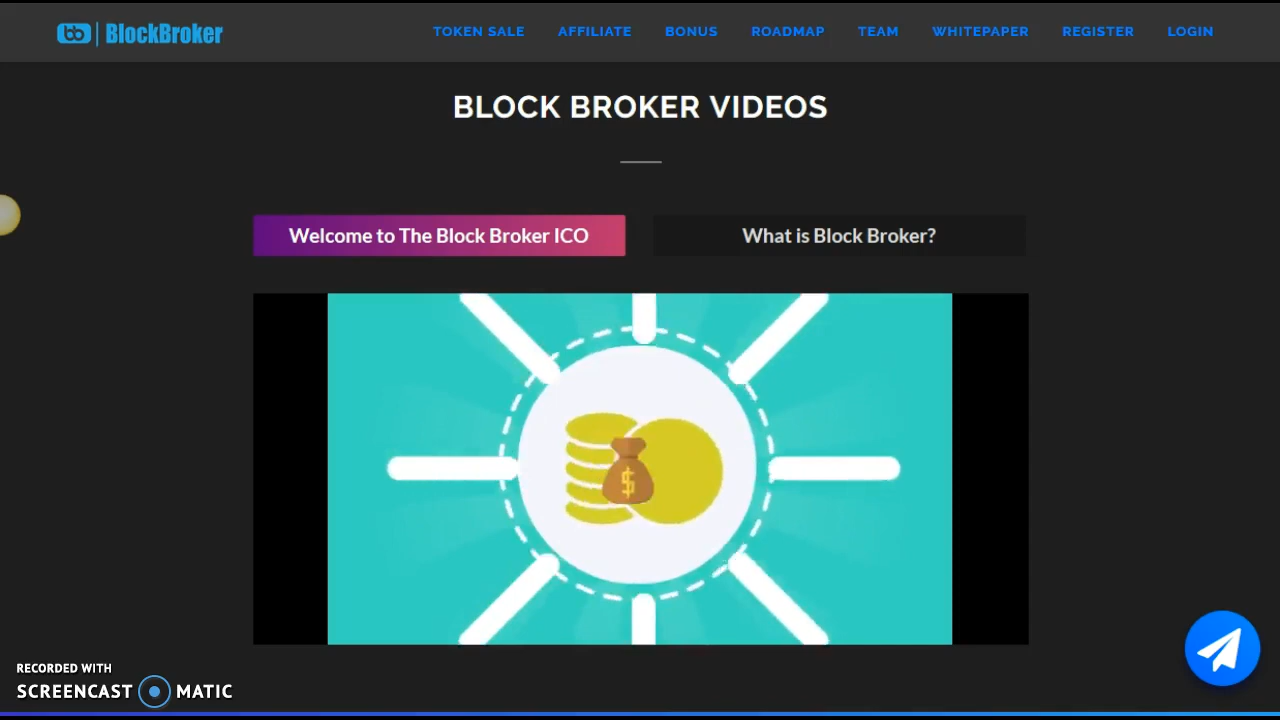 bb | BlockBroker
TOKEN SALE AFFILIATE BONUS ROADMAP TEAM WHITEPAPER REGISTER LOGIN
BLOCK BROKER VIDEOS
Welcome to The Block Broker ICO
What is Block Broker?
$
RECORDED WITH
SCREENCAST MATIC